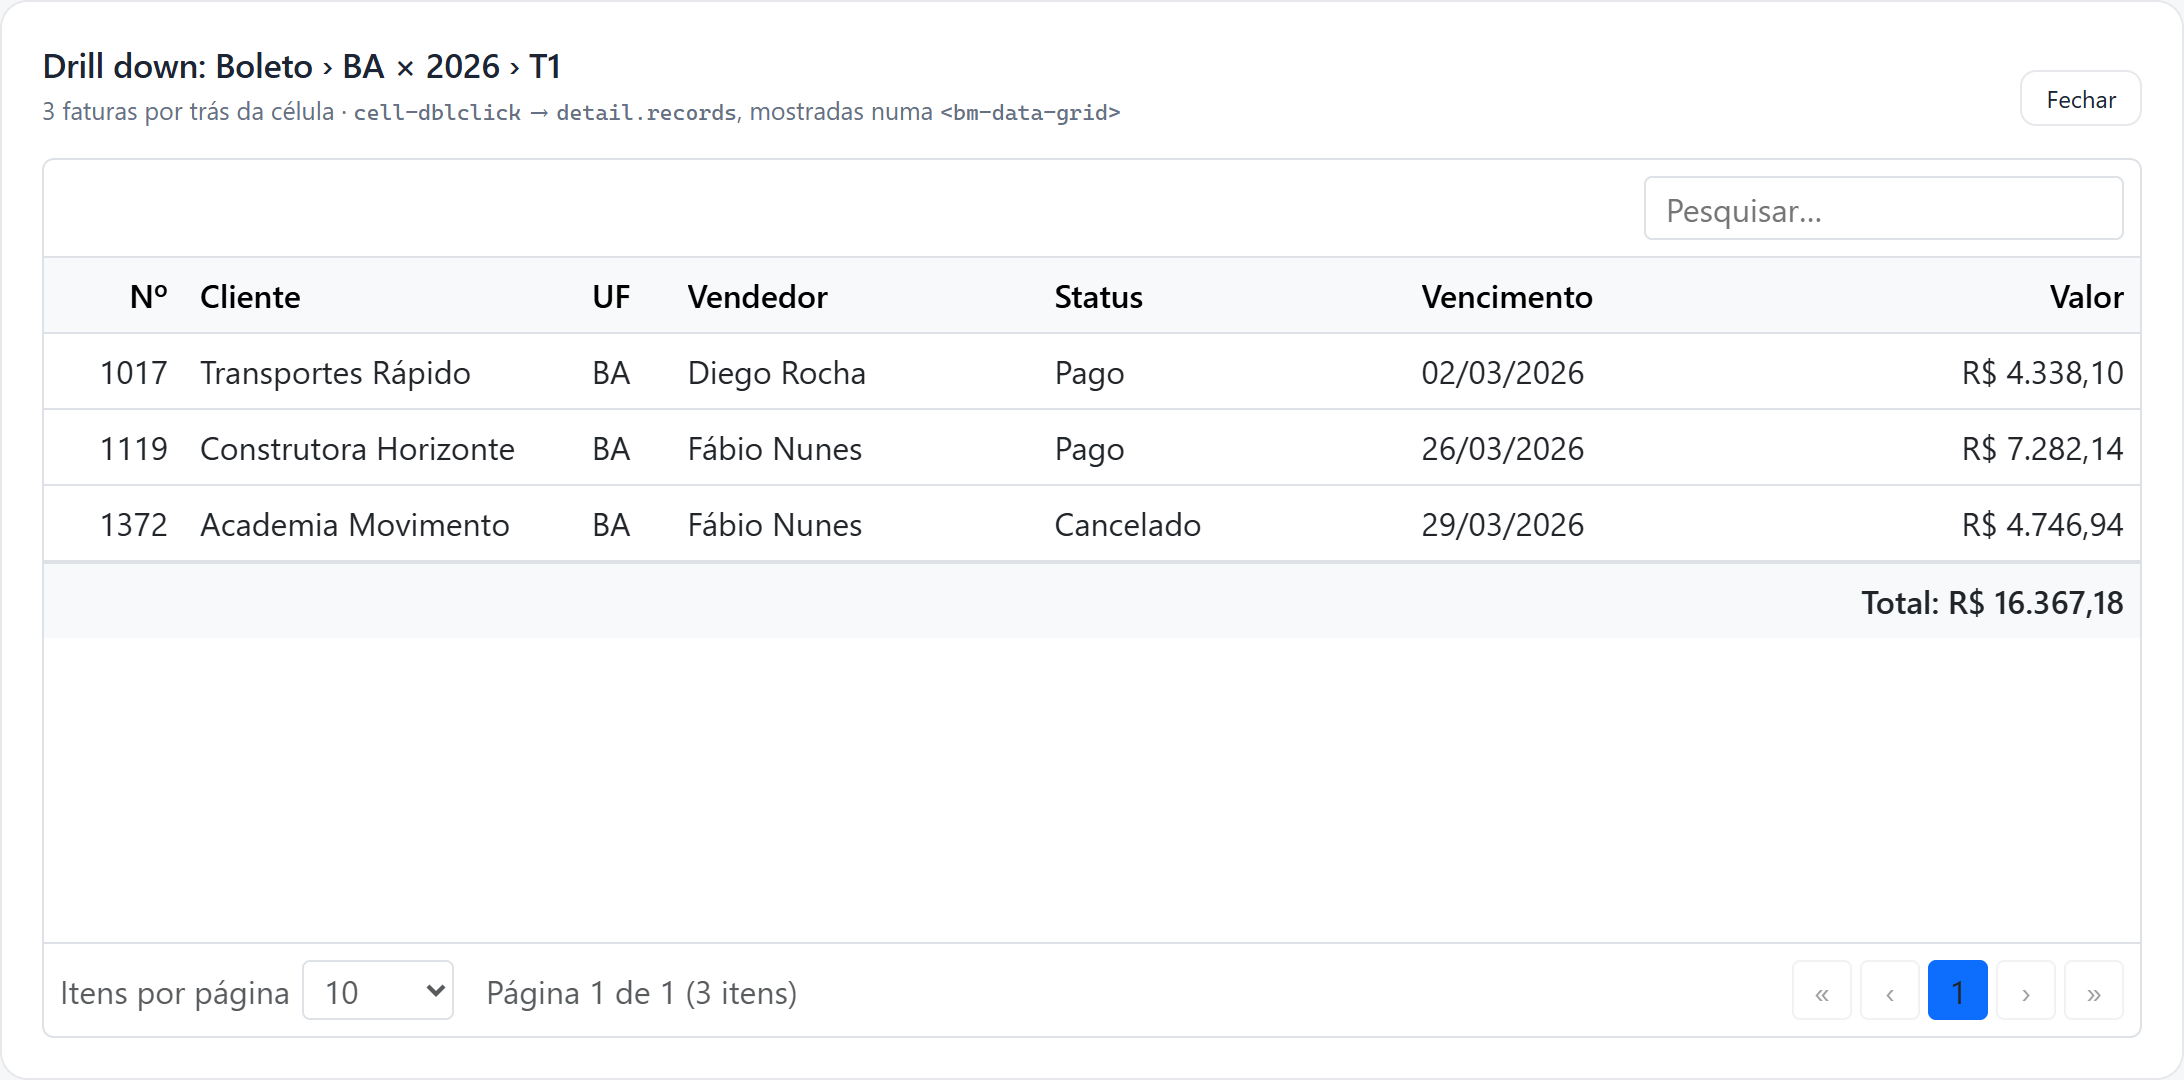 Drill down: Boleto › BA × 2026 › T1
3 faturas por trás da célula · cell-dblclick → detail.records, mostradas numa <bm-data-grid>
Fechar
Pesquisar...
Nº Cliente UF Vendedor Status Vencimento Valor
1017 Transportes Rápido BA Diego Rocha Pago 02/03/2026 R$ 4.338,10
1119 Construtora Horizonte BA Fábio Nunes Pago 26/03/2026 R$ 7.282,14
1372 Academia Movimento BA Fábio Nunes Cancelado 29/03/2026 R$ 4.746,94
Total: R$ 16.367,18
Itens por página 10 Página 1 de 1 (3 itens) « ‹ 1 › »